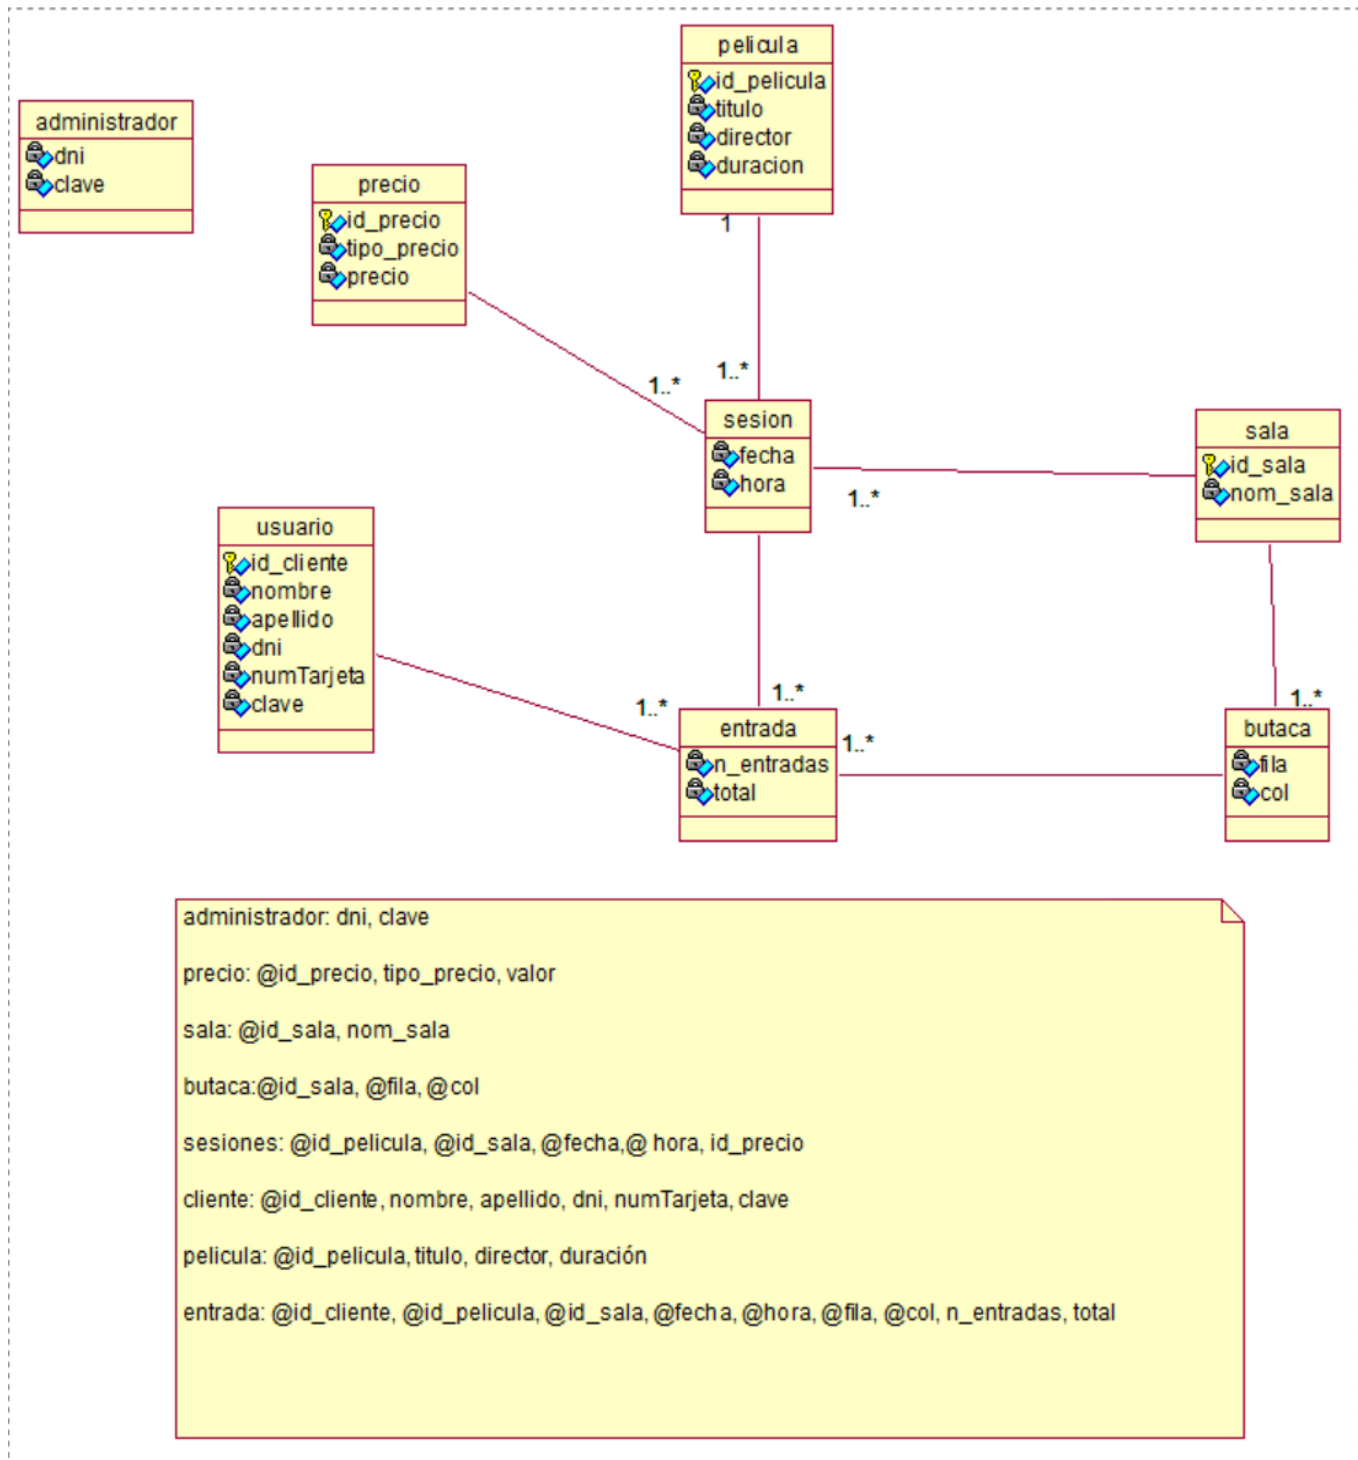 pelicula
id_pelicula
titulo
director
duracion
1
administrador
dni
clave
precio
id_precio
tipo_precio
precio
1..*
1..*
sesion
fecha
hora
1..*
sala
id_sala
nom_sala
usuario
id_cliente
nombre
apellido
dni
numTarjeta
clave
1..*
1..*
entrada
n_entradas
total
1..*
1..*
butaca
fila
col
administrador: dni, clave
precio: @id_precio, tipo_precio, valor
sala: @id_sala, nom_sala
butaca:@id_sala, @fila, @col
sesiones: @id_pelicula, @id_sala, @fecha,@ hora, id_precio
cliente: @id_cliente, nombre, apellido, dni, numTarjeta, clave
pelicula: @id_pelicula, titulo, director, duración
entrada: @id_cliente, @id_pelicula, @id_sala, @fecha, @hora, @fila, @col, n_entradas, total